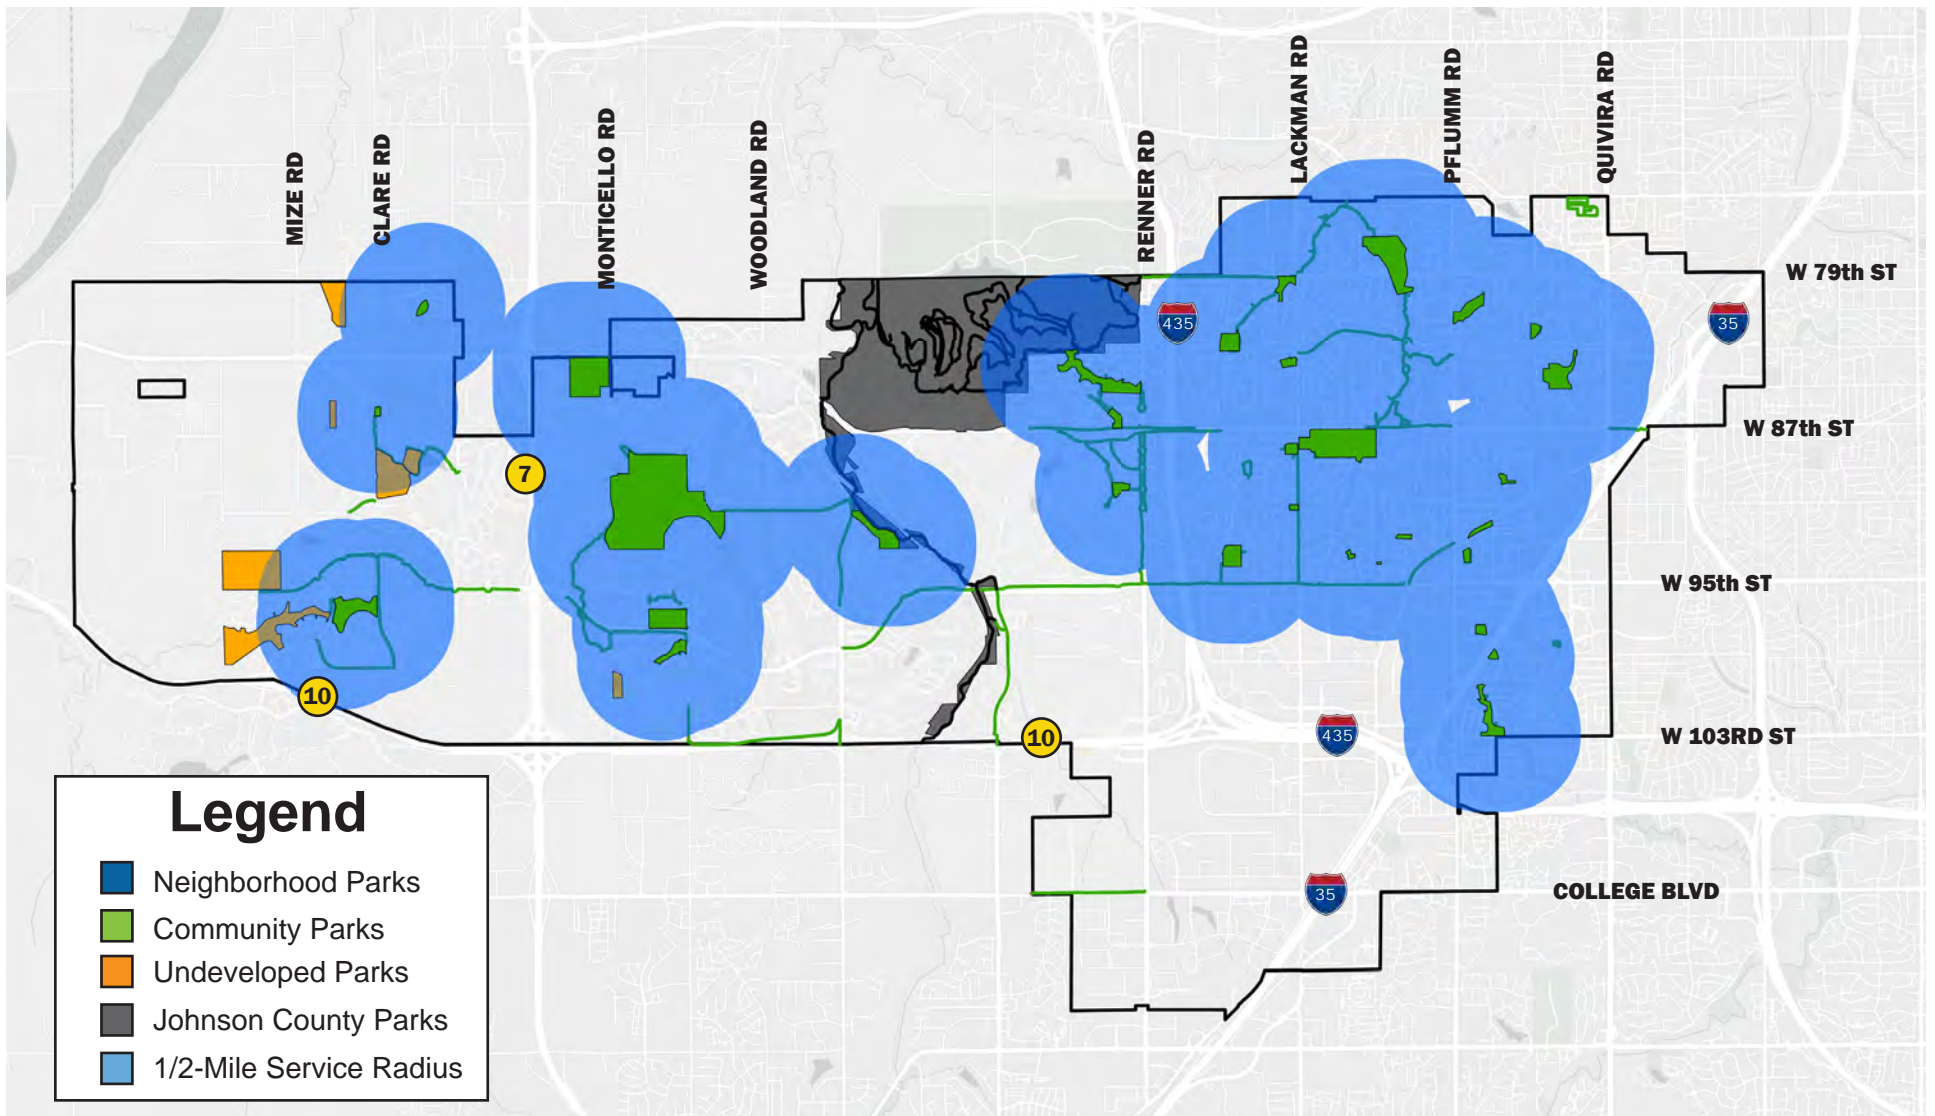 MIZE RD
CLARE RD
MONTICELLO RD
WOODLAND RD
RENNER RD
LACKMAN RD
PFLUMM RD
QUIVIRA RD
W 79th ST
435
35
W 87th ST
7
W 95th ST
10
10
435
W 103RD ST
35
COLLEGE BLVD
Legend
Neighborhood Parks
Community Parks
Undeveloped Parks
Johnson County Parks
1/2-Mile Service Radius